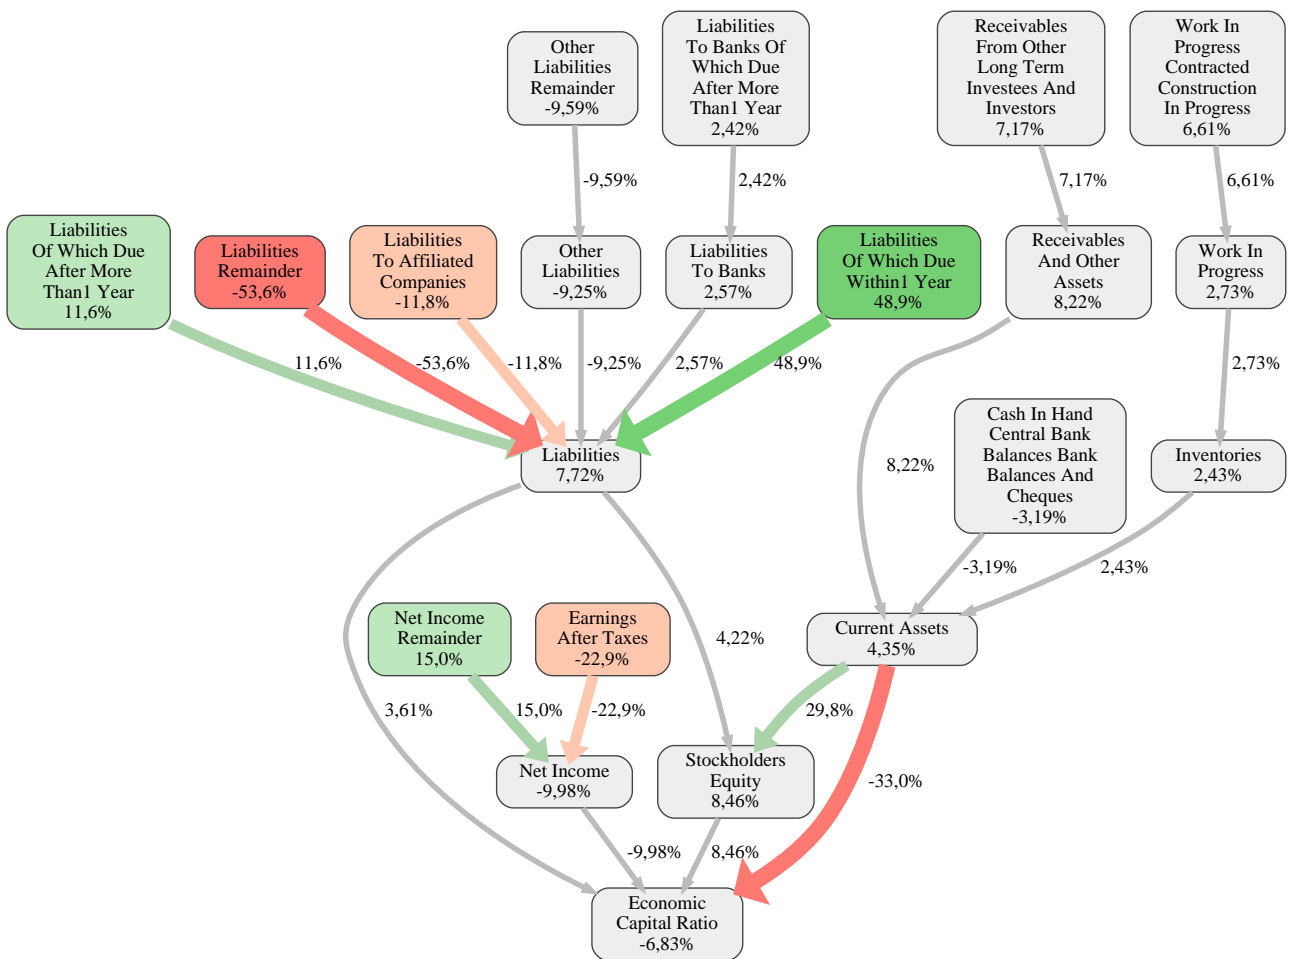 Other
Liabilities
Remainder
-9,59%
Liabilities
To Banks Of
Which Due
After More
Than1 Year
2,42%
Receivables
From Other
Long Term
Investees And
Investors
7,17%
Work In
Progress
Contracted
Construction
In Progress
6,61%
-9,59%
2,42%
7,17%
6,61%
Liabilities
Of Which Due
After More
Than1 Year
11,6%
Liabilities
Remainder
-53,6%
Liabilities
To Affiliated
Companies
-11,8%
Other
Liabilities
-9,25%
Liabilities
To Banks
2,57%
Liabilities
Of Which Due
Within1 Year
48,9%
Receivables
And Other
Assets
8,22%
Work In
Progress
2,73%
11,6%
-53,6%
-11,8%
-9,25%
2,57%
48,9%
2,73%
Liabilities
7,72%
8,22%
Cash In Hand
Central Bank
Balances Bank
Balances And
Cheques
-3,19%
Inventories
2,43%
-3,19%
2,43%
Net Income
Remainder
15,0%
Earnings
After Taxes
-22,9%
4,22%
Current Assets
4,35%
3,61%
15,0%
-22,9%
29,8%
-33,0%
Net Income
-9,98%
Stockholders
Equity
8,46%
-9,98%
8,46%
Economic
Capital Ratio
-6,83%